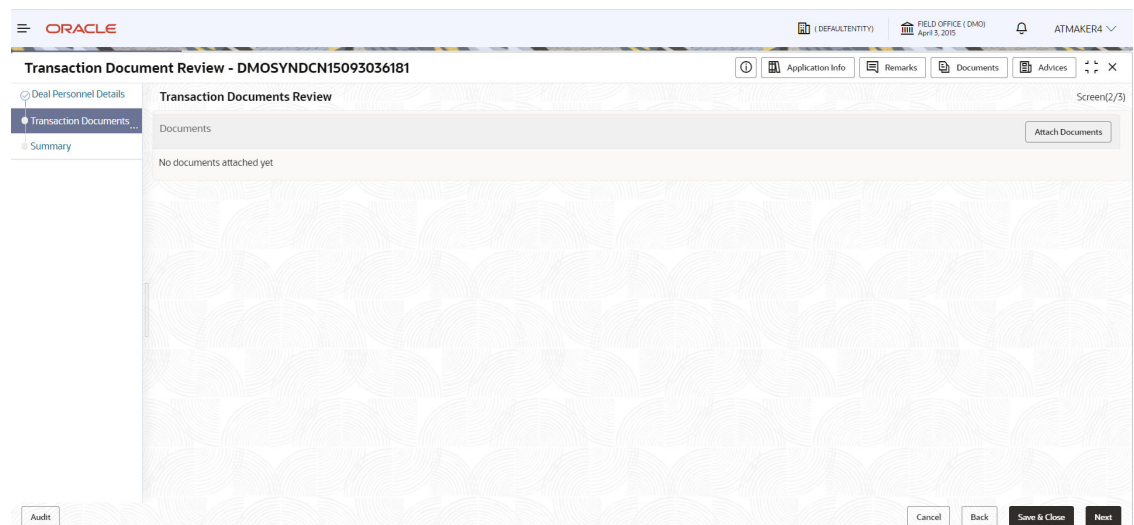 ORACLE
( DEFAULTENTITY)
FIELD OFFICE ( DMO)
April 3, 2015
ATMAKER4
Transaction Document Review - DMOSYNDCN15093036181
Application Info
Remarks
Documents
Advices
Deal Personnel Details
Transaction Documents ...
Summary
Transaction Documents Review
Screen(2/3)
Documents
Attach Documents
No documents attached yet
Audit
Cancel
Back
Save & Close
Next